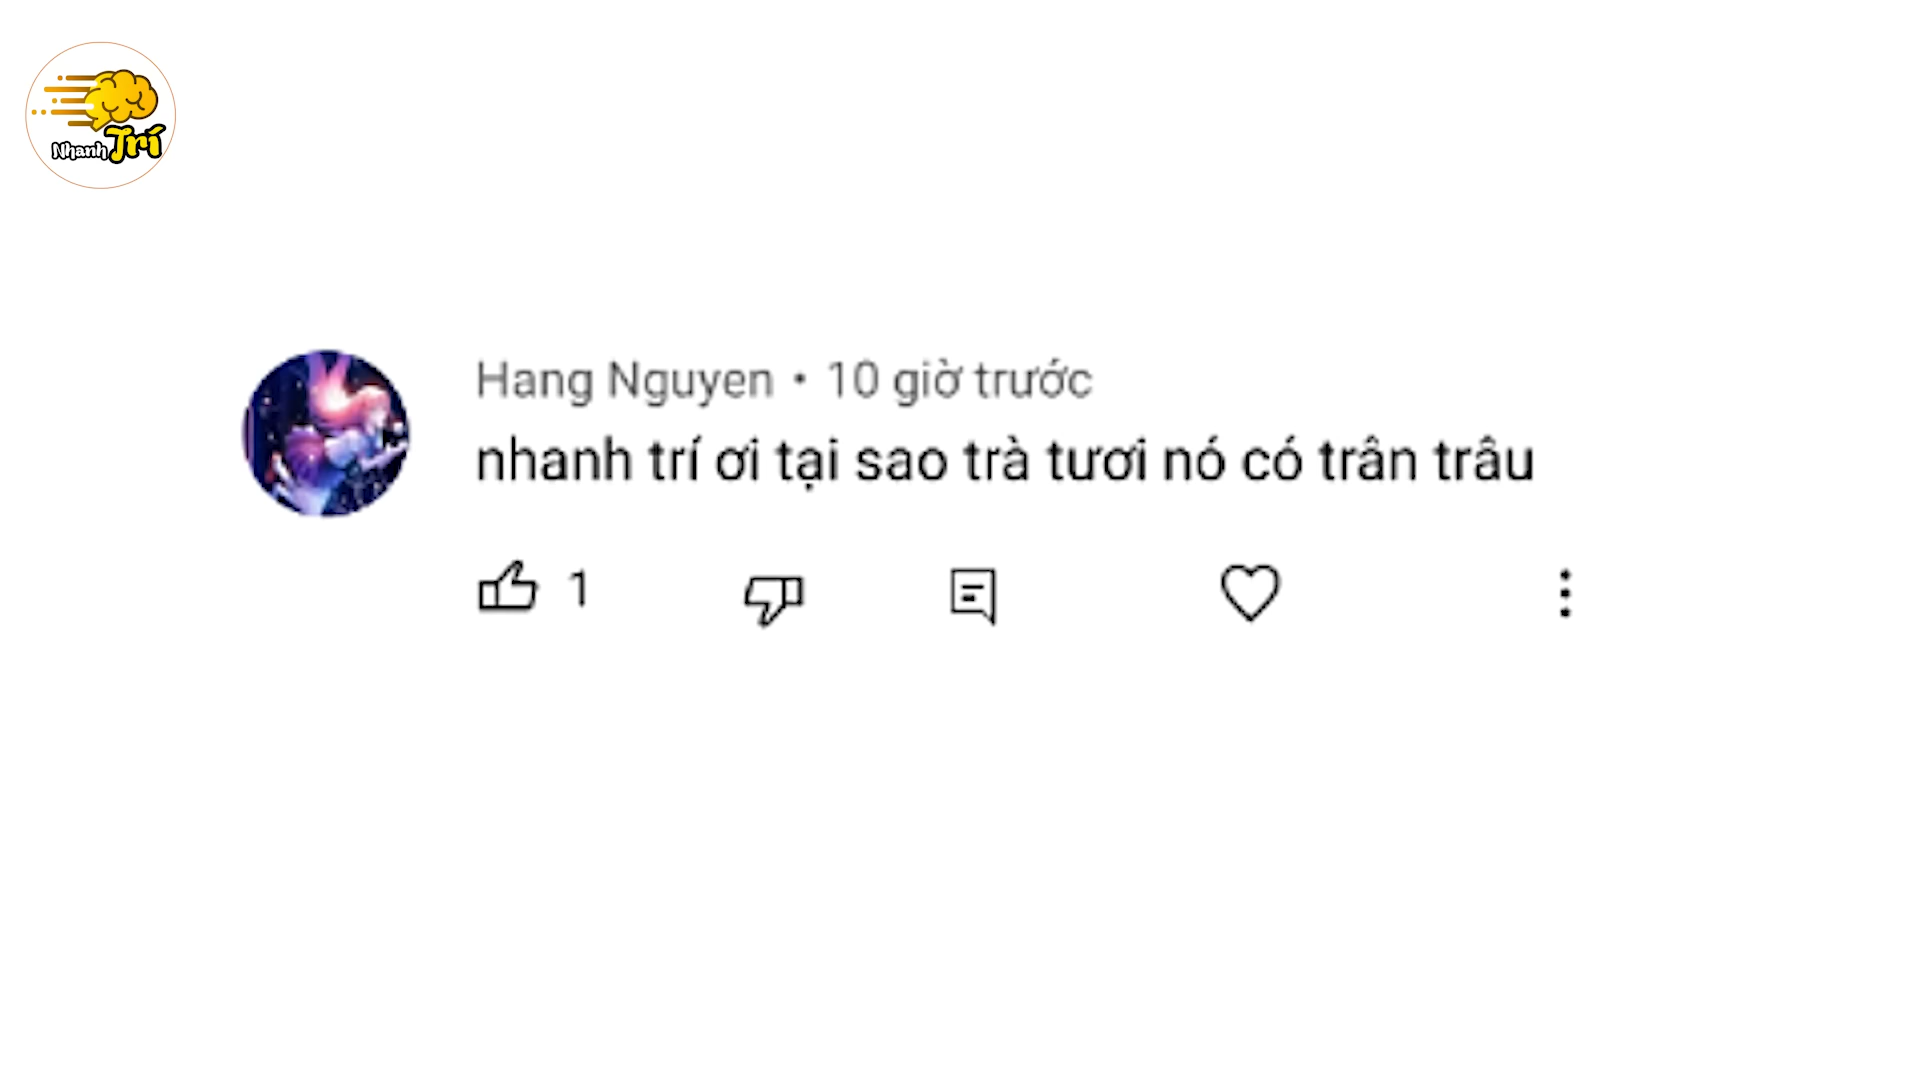 Nhanh Trí
Hang Nguyen • 10 giờ trước
nhanh trí ơi tại sao trà tươi nó có trân trâu
1